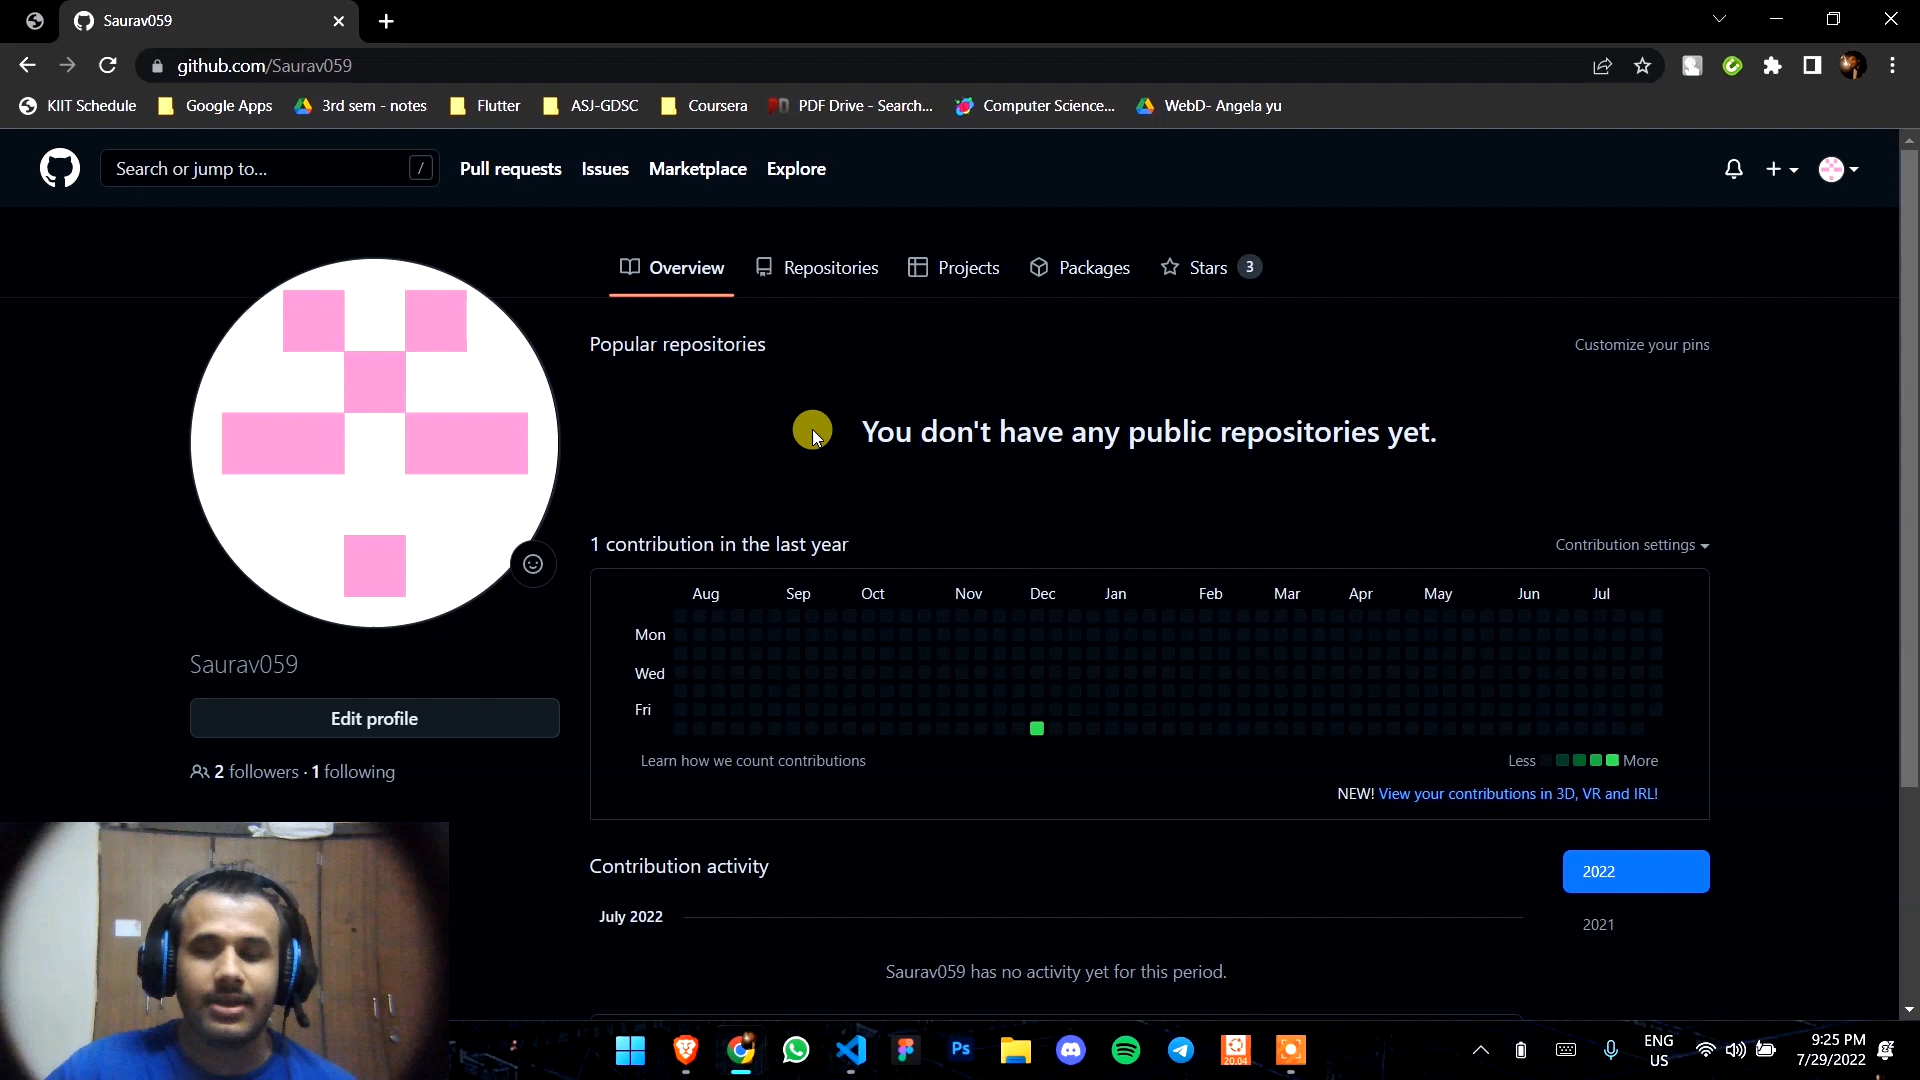 Saurav059
github.com/Saurav059
KIIT Schedule
Google Apps
3rd sem - notes
Flutter
ASJ-GDSC
Coursera
PDF Drive - Search...
Computer Science...
WebD- Angela yu
Search or jump to...
/
Pull requests
Issues
Marketplace
Explore
Overview
Repositories
Projects
Packages
Stars 3
Popular repositories
Customize your pins
You don't have any public repositories yet.
1 contribution in the last year
Contribution settings
Aug Sep Oct Nov Dec Jan Feb Mar Apr May Jun Jul
Mon
Wed
Fri
Learn how we count contributions
Less
More
NEW! View your contributions in 3D, VR and IRL!
Saurav059
Edit profile
2 followers · 1 following
Contribution activity
2022
2021
July 2022
Saurav059 has no activity yet for this period.
Ps
20.04
ENG
US
9:25 PM
7/29/2022